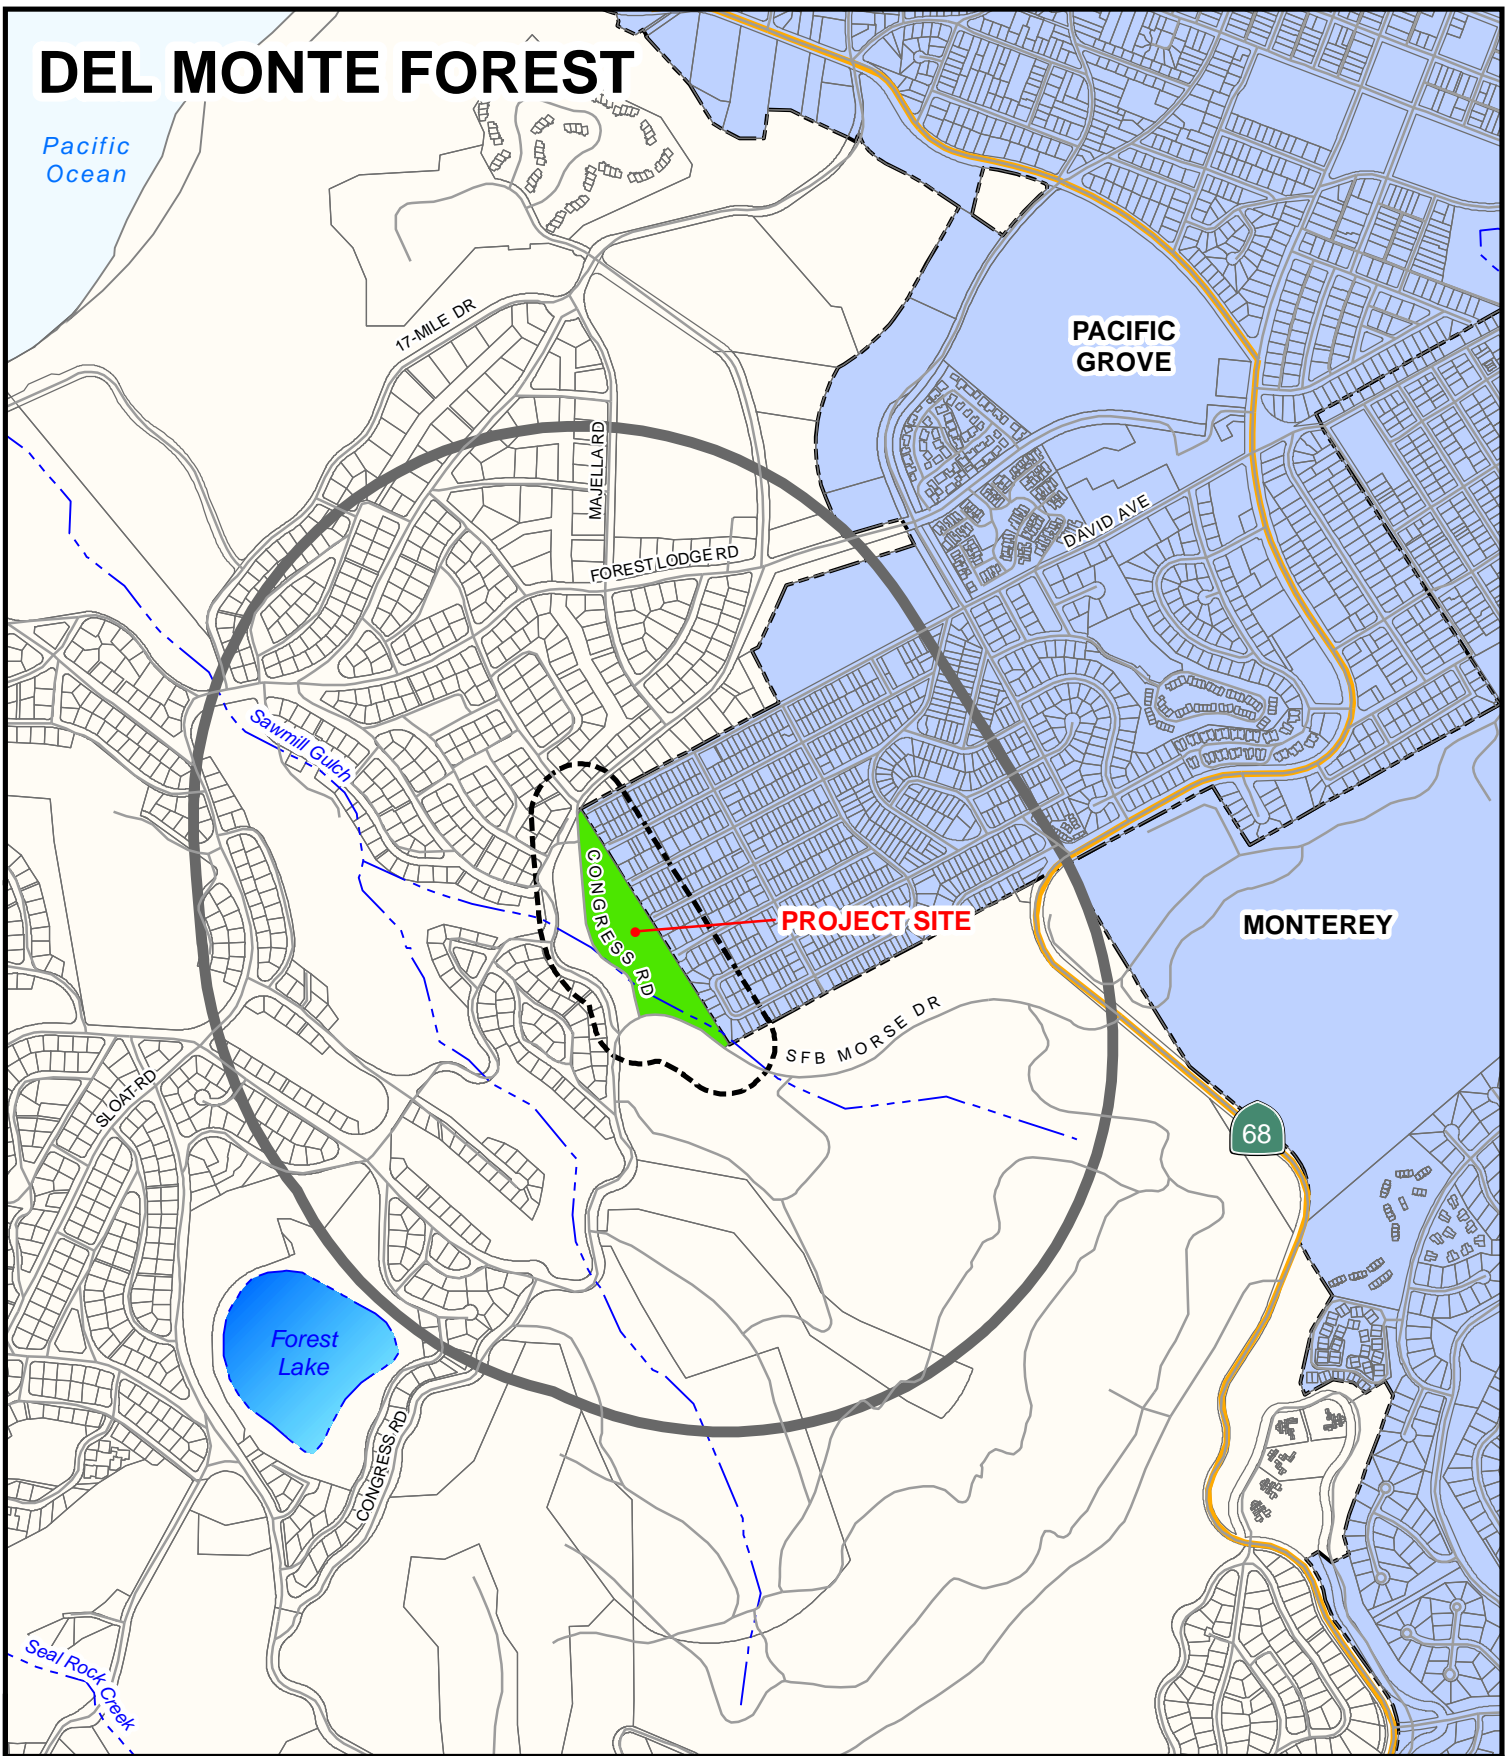 DEL MONTE FOREST
Pacific
Ocean
17-MILE DR
PACIFIC
GROVE
MAJELLA RD
DAVID AVE
FOREST LODGE RD
Sawmill Gulch
CONGRESS RD
PROJECT SITE
MONTEREY
SFB MORSE DR
SLOAT RD
68
Forest
Lake
CONGRESS RD
Seal Rock Creek